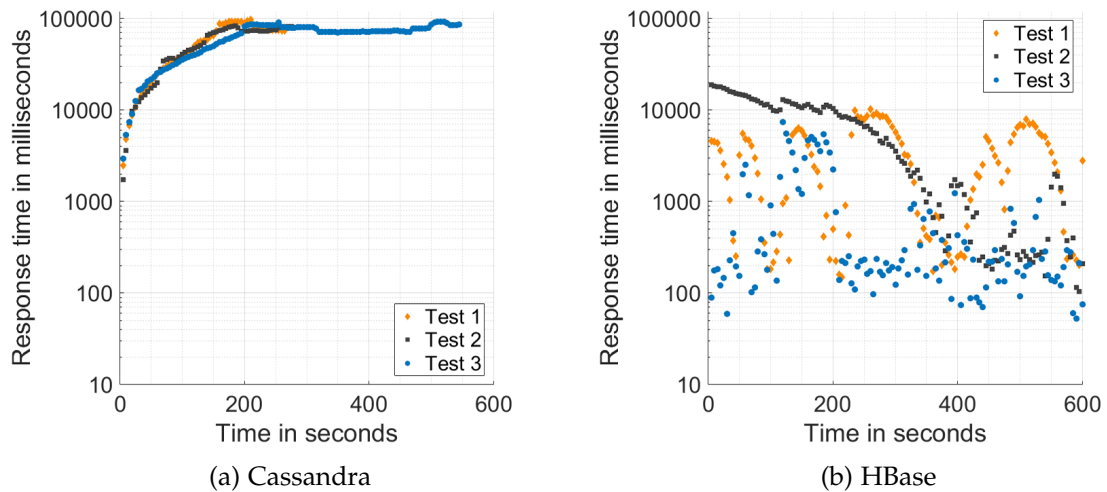 Response time in milliseconds
100000
10000
1000
100
10
Test 1
Test 2
Test 3
0
200
400
600
Time in seconds
(a) Cassandra
Response time in milliseconds
100000
10000
1000
100
10
Test 1
Test 2
Test 3
0
200
400
600
Time in seconds
(b) HBase